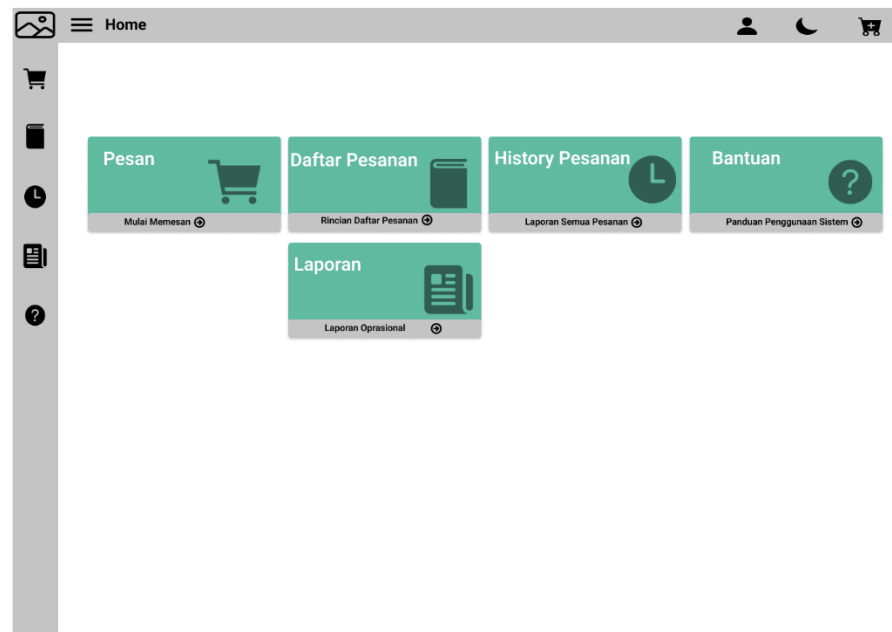 Home
Pesan
Mulai Memesan
Daftar Pesanan
Rincian Daftar Pesanan
History Pesanan
Laporan Semua Pesanan
Bantuan
Panduan Penggunaan Sistem
Laporan
Laporan Oprasional